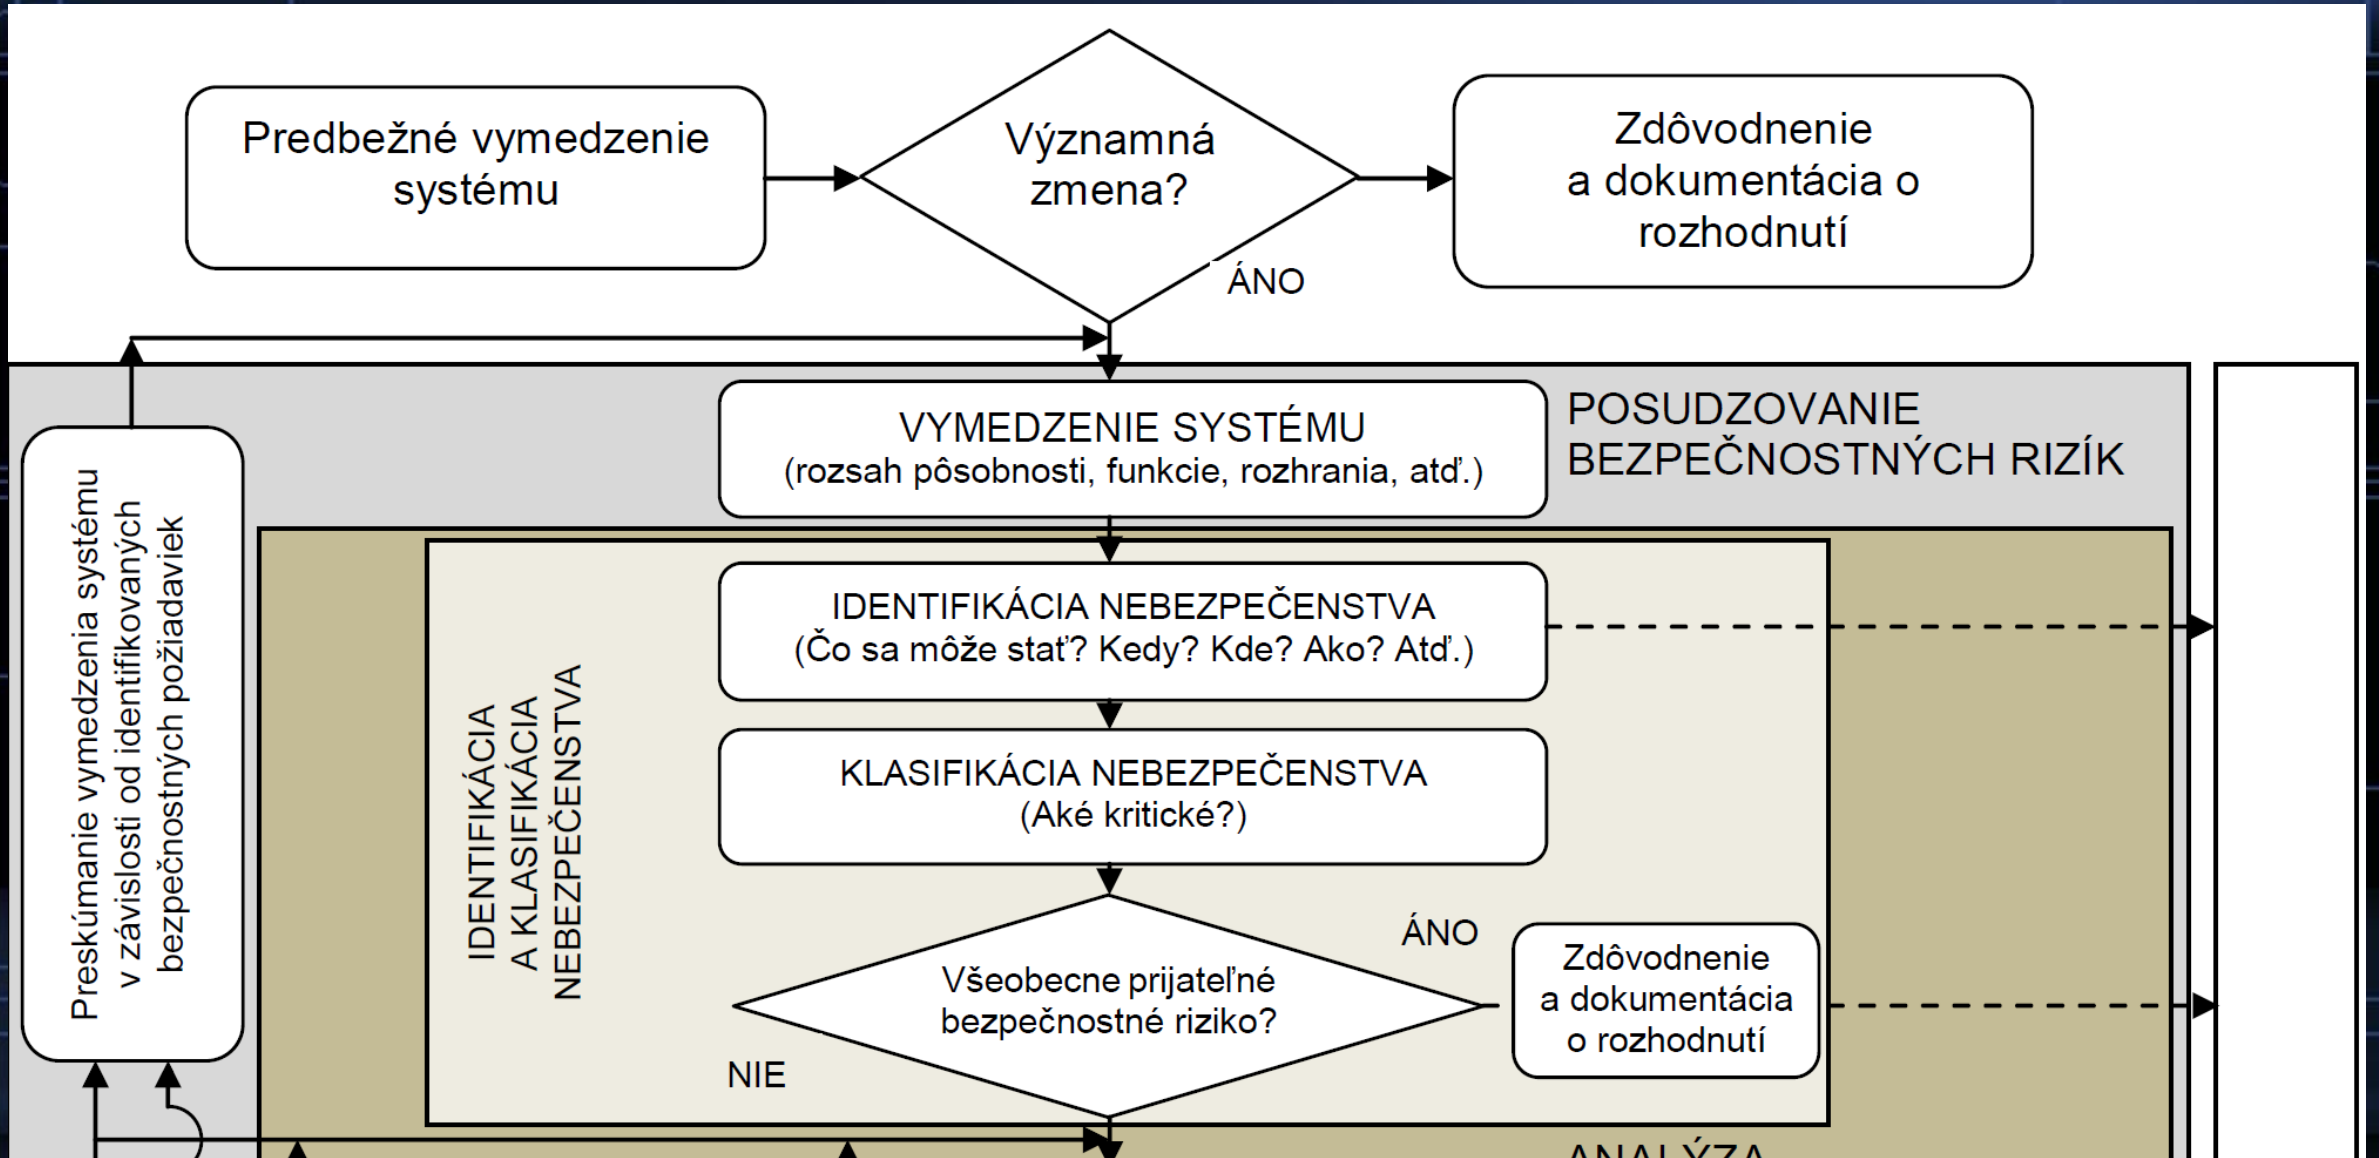 Predbežné vymedzenie
systému
Významná
zmena?
Zdôvodnenie
a dokumentácia o
rozhodnutí
ÁNO
VYMEDZENIE SYSTÉMU
(rozsah pôsobnosti, funkcie, rozhrania, atď.)
POSUDZOVANIE
BEZPEČNOSTNÝCH RIZÍK
Preskúmanie vymedzenia systému
v závislosti od identifikovaných
bezpečnostných požiadaviek
IDENTIFIKÁCIA
A KLASIFIKÁCIA
NEBEZPEČENSTVA
IDENTIFIKÁCIA NEBEZPEČENSTVA
(Čo sa môže stať? Kedy? Kde? Ako? Atď.)
KLASIFIKÁCIA NEBEZPEČENSTVA
(Aké kritické?)
Všeobecne prijateľné
bezpečnostné riziko?
ÁNO
Zdôvodnenie
a dokumentácia
o rozhodnutí
NIE
ANALÝZA